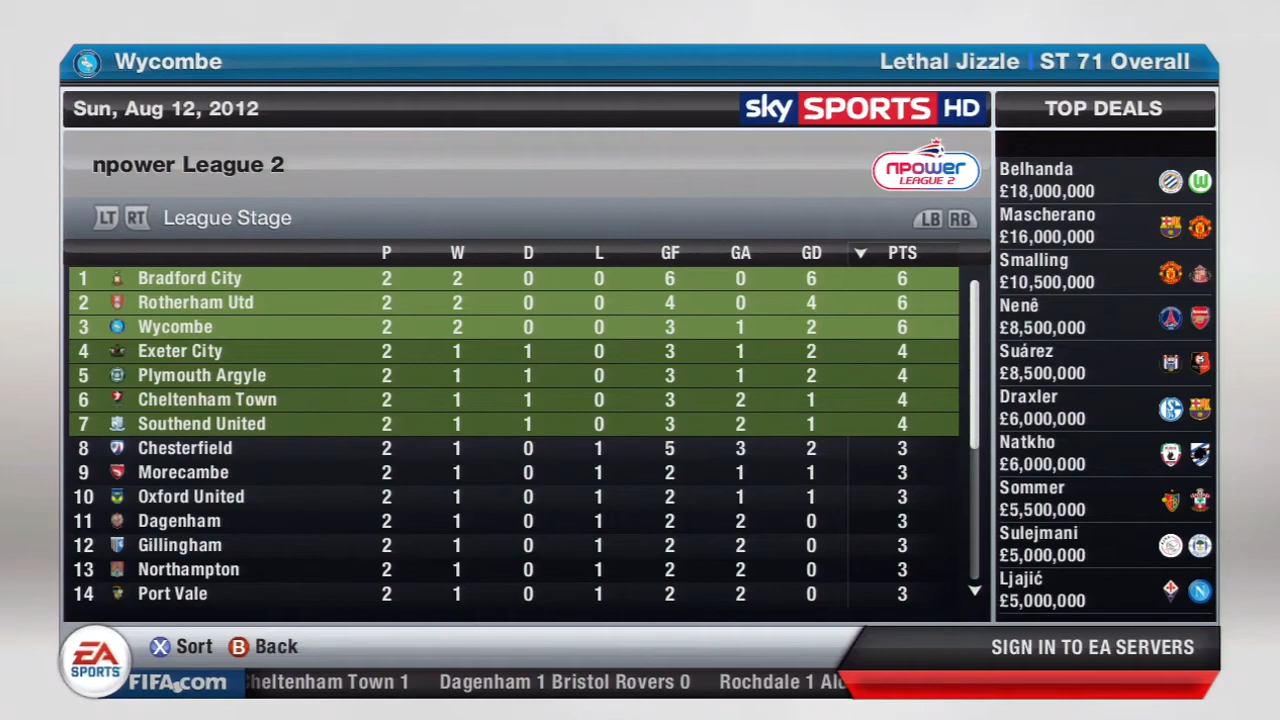 Wycombe
Lethal Jizzle | ST 71 Overall
Sun, Aug 12, 2012
sky SPORTS HD
TOP DEALS
npower League 2
npower
LEAGUE 2
LT RT League Stage
LB RB
P W D L GF GA GD PTS
1 Bradford City 2 2 0 0 6 0 6 6
2 Rotherham Utd 2 2 0 0 4 0 4 6
3 Wycombe 2 2 0 0 3 1 2 6
4 Exeter City 2 1 1 0 3 1 2 4
5 Plymouth Argyle 2 1 1 0 3 1 2 4
6 Cheltenham Town 2 1 1 0 3 2 1 4
7 Southend United 2 1 1 0 3 2 1 4
8 Chesterfield 2 1 0 1 5 3 2 3
9 Morecambe 2 1 0 1 2 1 1 3
10 Oxford United 2 1 0 1 2 1 1 3
11 Dagenham 2 1 0 1 2 2 0 3
12 Gillingham 2 1 0 1 2 2 0 3
13 Northampton 2 1 0 1 2 2 0 3
14 Port Vale 2 1 0 1 2 2 0 3
Belhanda
£18,000,000
Mascherano
£16,000,000
Smalling
£10,500,000
Nenê
£8,500,000
Suárez
£8,500,000
Draxler
£6,000,000
Natkho
£6,000,000
Sommer
£5,500,000
Sulejmani
£5,000,000
Ljajić
£5,000,000
EA
SPORTS
X Sort B Back
SIGN IN TO EA SERVERS
FIFA.com
heltenham Town 1 Dagenham 1 Bristol Rovers 0 Rochdale 1 Al